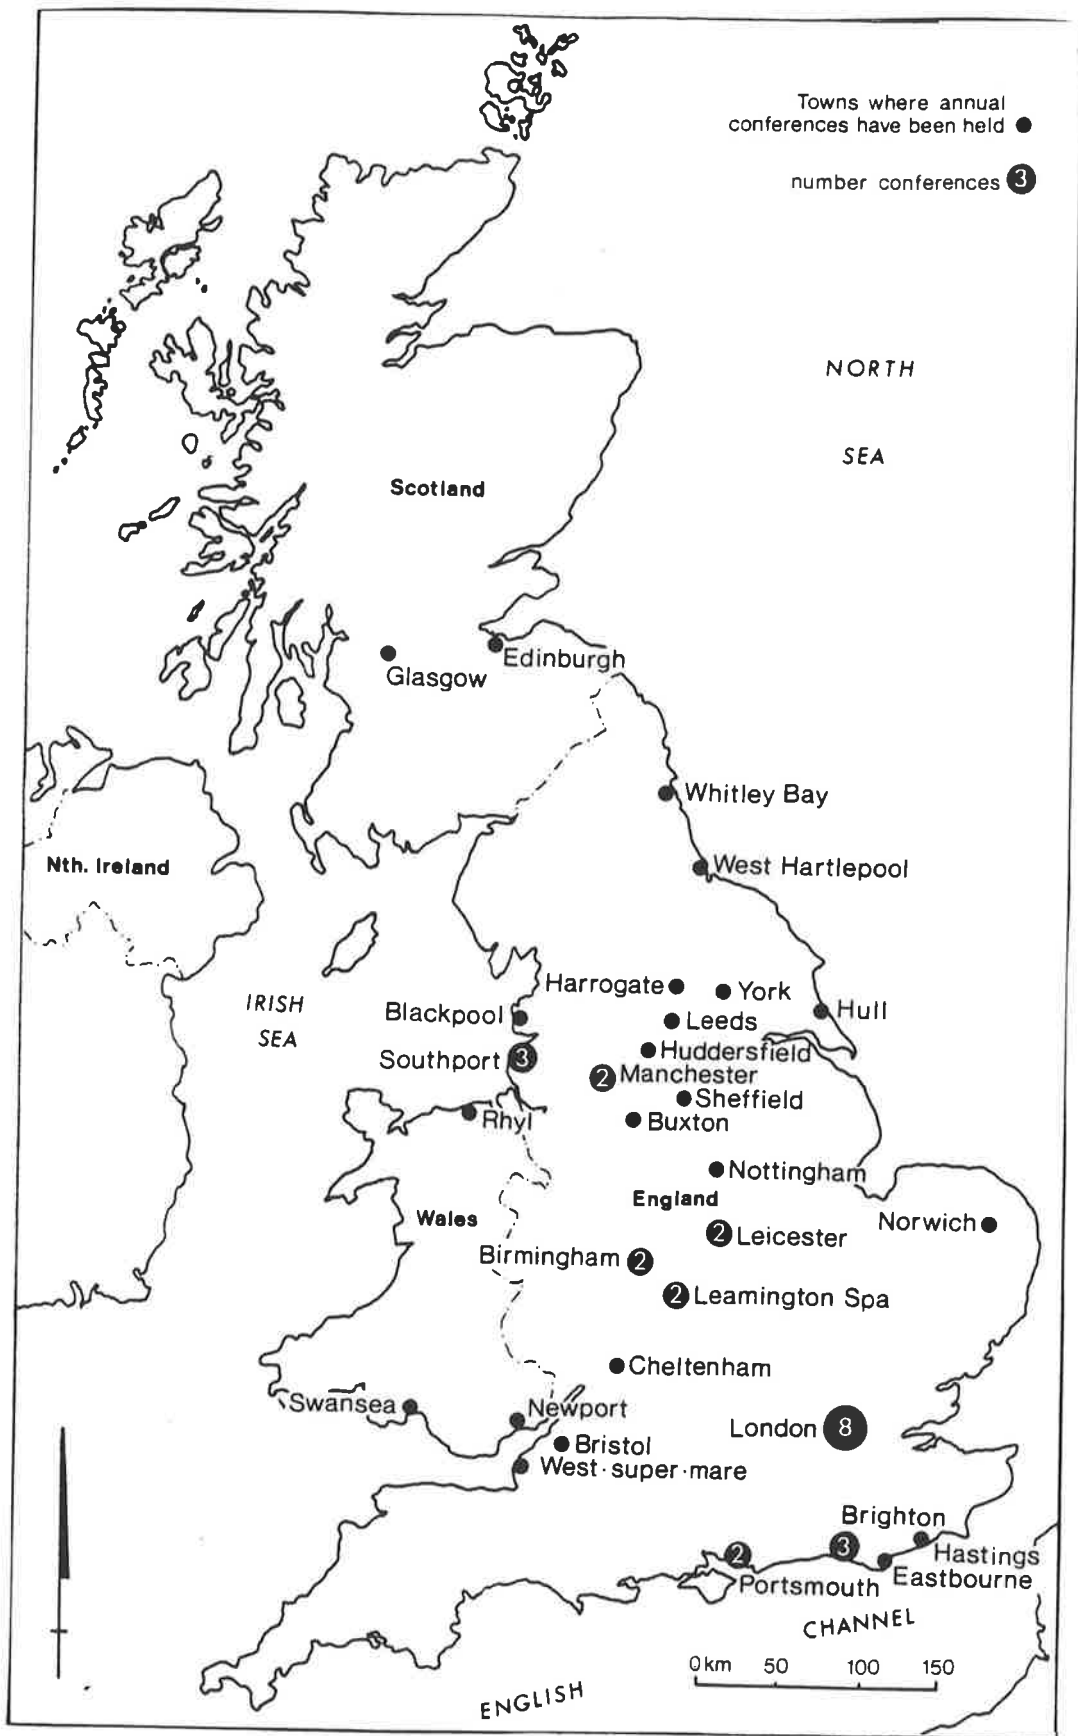 Towns where annual
conferences have been held
number conferences 3
NORTH
SEA
Scotland
Edinburgh
Glasgow
Whitley Bay
Nth. Ireland
West Hartlepool
Harrogate
York
IRISH
SEA
Blackpool
Hull
Leeds
Southport 3
Huddersfield
2 Manchester
Sheffield
Rhyl
Buxton
Nottingham
England
Wales
Norwich
2 Leicester
Birmingham 2
2 Leamington Spa
Cheltenham
Swansea
Newport
London 8
Bristol
West·super·mare
Brighton
3
2
Hastings
Eastbourne
Portsmouth
CHANNEL
0km 50 100 150
ENGLISH